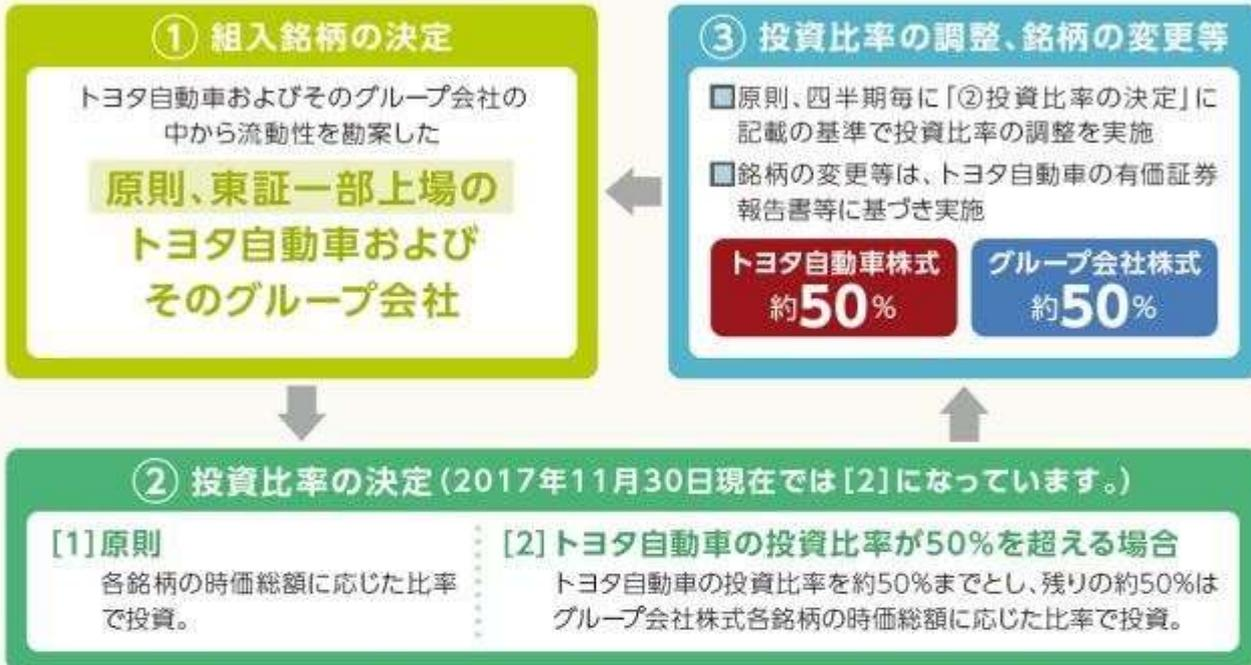 ① 組入銘柄の決定
トヨタ自動車およびそのグループ会社の
中から流動性を勘案した
原則、東証一部上場の
トヨタ自動車および
そのグループ会社
② 投資比率の決定(2017年11月30日現在では[2]になっています。)
[1]原則
各銘柄の時価総額に応じた比率
で投資。
[2]トヨタ自動車の投資比率が50%を超える場合
トヨタ自動車の投資比率を約50%までとし、残りの約50%は
グループ会社株式各銘柄の時価総額に応じた比率で投資。
③ 投資比率の調整、銘柄の変更等
原則、四半期毎に「②投資比率の決定」に
記載の基準で投資比率の調整を実施
銘柄の変更等は、トヨタ自動車の有価証券
報告書等に基づき実施
トヨタ自動車株式
約50%
グループ会社株式
約50%